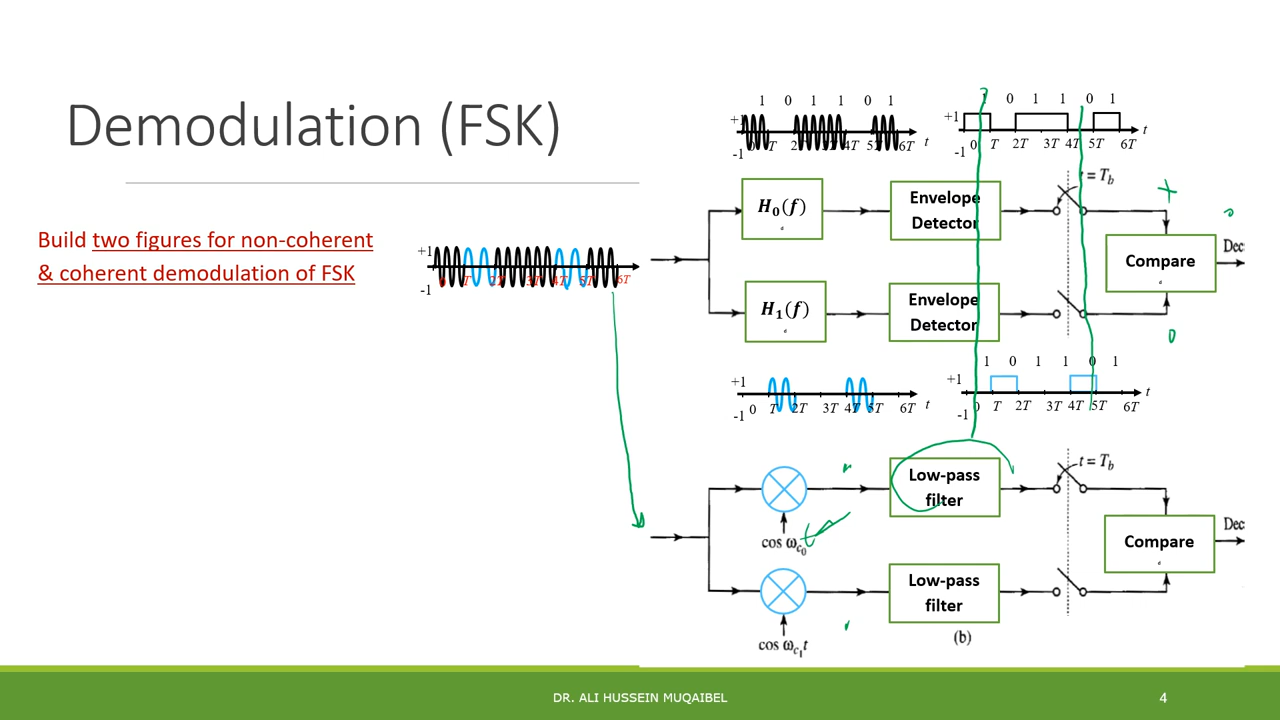 Demodulation (FSK)
Build two figures for non-coherent
& coherent demodulation of FSK
+1
-1
0 T 2T 3T 4T 5T 6T
1 0 1 1 0 1
+1
-1
0 T 2T 3T 4T 5T 6T t
1 0 1 1 0 1
+1
-1
0 T 2T 3T 4T 5T 6T t
H₀(f)
Envelope
Detector
t = T_b
H₁(f)
Envelope
Detector
Compare
Dec
+1
-1
0 T 2T 3T 4T 5T 6T t
1 0 1 1 0 1
+1
-1
0 T 2T 3T 4T 5T 6T t
cos ω_c₀ t
Low-pass
filter
t = T_b
cos ω_c₁ t
Low-pass
filter
Compare
Dec
(b)
DR. ALI HUSSEIN MUQAIBEL
4